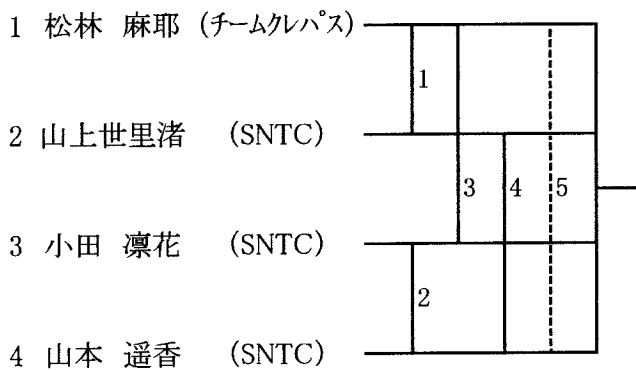 1 松林 麻耶 (チームクレパス)
1
2 山上世里渚 (SNTC)
3 4 5
3 小田 凛花 (SNTC)
2
4 山本 遥香 (SNTC)